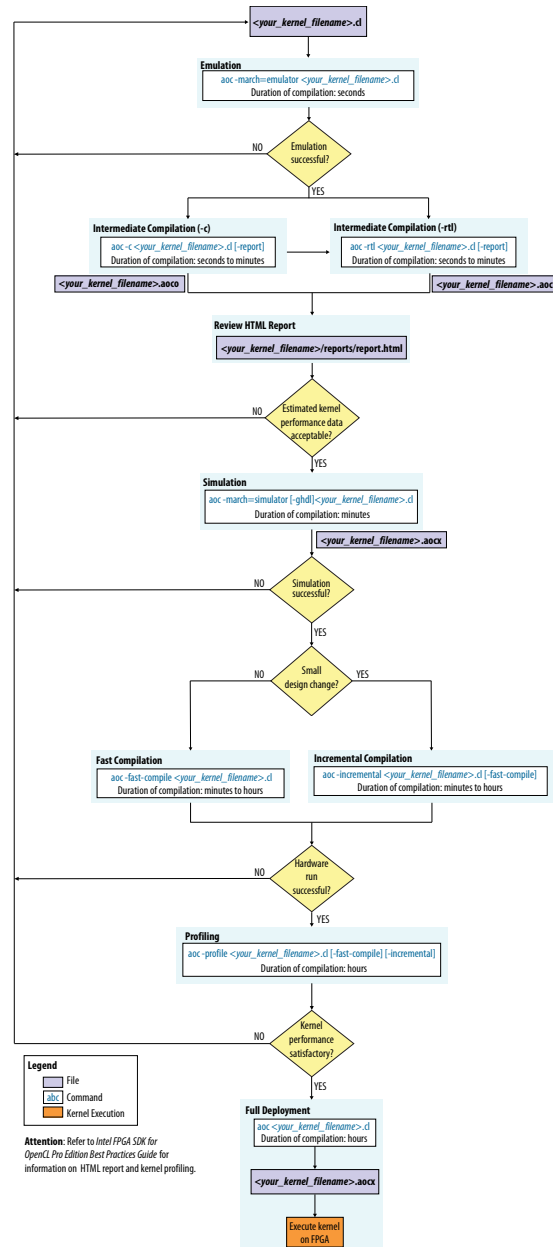 <your_kernel_filename>.cl
Emulation
aoc -march=emulator <your_kernel_filename>.cl
Duration of compilation: seconds
Emulation
successful?
NO
YES
Intermediate Compilation (-c)
aoc -c <your_kernel_filename>.cl [-report]
Duration of compilation: seconds to minutes
<your_kernel_filename>.aoco
Intermediate Compilation (-rtl)
aoc -rtl <your_kernel_filename>.cl [-report]
Duration of compilation: seconds to minutes
<your_kernel_filename>.aoc
Review HTML Report
<your_kernel_filename>/reports/report.html
Estimated kernel
performance data
acceptable?
NO
YES
Simulation
aoc -march=simulator [-ghdl]<your_kernel_filename>.cl
Duration of compilation: minutes
<your_kernel_filename>.aocx
Simulation
successful?
NO
YES
Small
design change?
NO
YES
Fast Compilation
aoc -fast-compile <your_kernel_filename>.cl
Duration of compilation: minutes to hours
Incremental Compilation
aoc -incremental <your_kernel_filename>.cl [-fast-compile]
Duration of compilation: minutes to hours
Hardware
run
successful?
NO
YES
Profiling
aoc -profile <your_kernel_filename>.cl [-fast-compile] [-incremental]
Duration of compilation: hours
Kernel
performance
satisfactory?
NO
YES
Legend
File
abc Command
Kernel Execution
Attention: Refer to Intel FPGA SDK for
OpenCL Pro Edition Best Practices Guide for
information on HTML report and kernel profiling.
Full Deployment
aoc <your_kernel_filename>.cl
Duration of compilation: hours
<your_kernel_filename>.aocx
Execute kernel
on FPGA